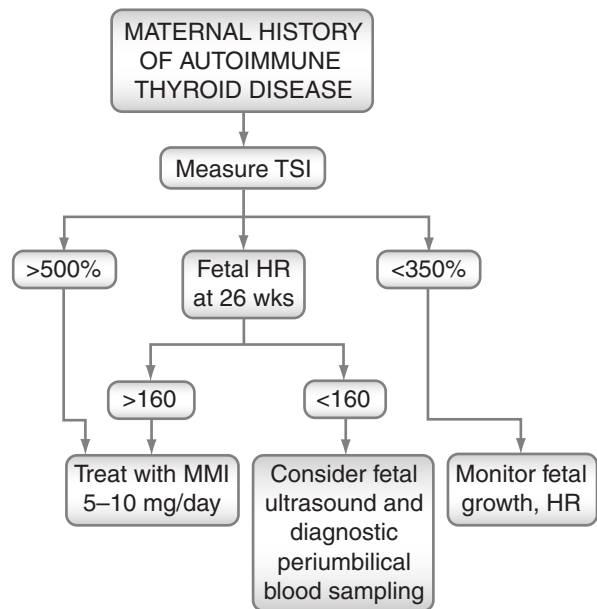 MATERNAL HISTORY
OF AUTOIMMUNE
THYROID DISEASE
Measure TSI
>500%
Fetal HR
at 26 wks
<350%
>160
<160
Treat with MMI
5–10 mg/day
Consider fetal
ultrasound and
diagnostic
periumbilical
blood sampling
Monitor fetal
growth, HR